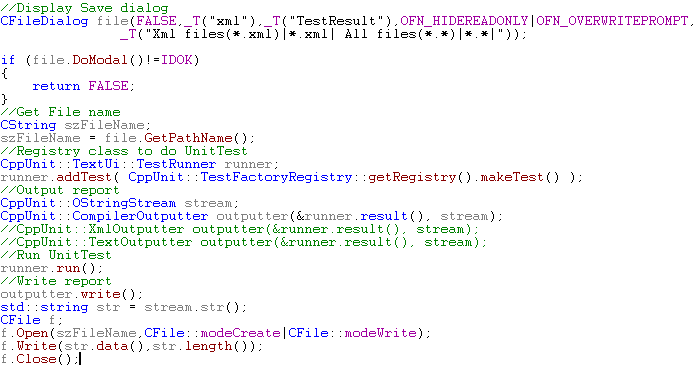 //Display Save dialog
CFileDialog file(FALSE,_T("xml"),_T("TestResult"),OFN_HIDEREADONLY|OFN_OVERWRITEPROMPT,
_T("Xml files(*.xml)|*.xml| All files(*.*)|*.*|"));
if (file.DoModal()!=IDOK)
{
return FALSE;
}
//Get File name
CString szFileName;
szFileName = file.GetPathName();
//Registry class to do UnitTest
CppUnit::TextUi::TestRunner runner;
runner.addTest( CppUnit::TestFactoryRegistry::getRegistry().makeTest() );
//Output report
CppUnit::OStringStream stream;
CppUnit::CompilerOutputter outputter(&runner.result(), stream);
//CppUnit::XmlOutputter outputter(&runner.result(), stream);
//CppUnit::TextOutputter outputter(&runner.result(), stream);
//Run UnitTest
runner.run();
//Write report
outputter.write();
std::string str = stream.str();
CFile f;
f.Open(szFileName,CFile::modeCreate|CFile::modeWrite);
f.Write(str.data(),str.length());
f.Close();